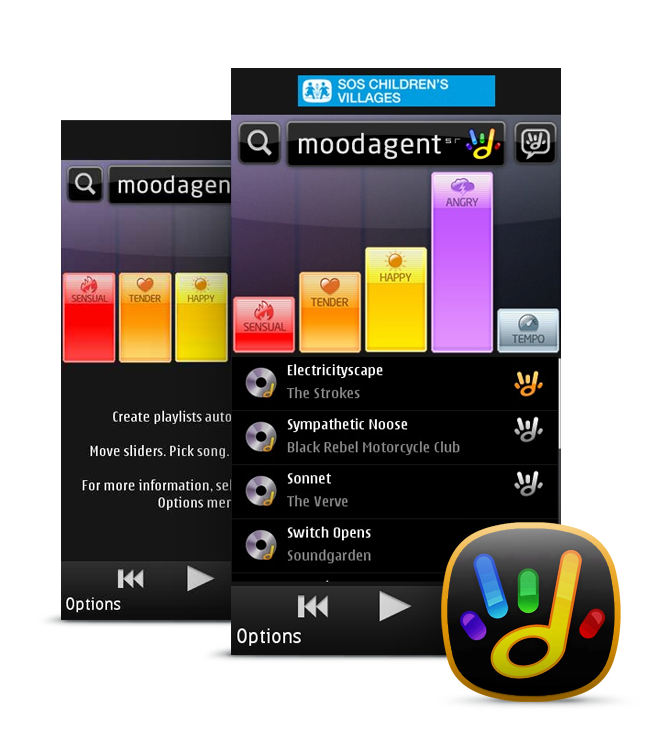 SOS CHILDREN'S
VILLAGES
moodagent
SENSUAL
TENDER
HAPPY
ANGRY
TEMPO
Electricityscape
The Strokes
Sympathetic Noose
Black Rebel Motorcycle Club
Sonnet
The Verve
Switch Opens
Soundgarden
Options
moodagen
SENSUAL
TENDER
HAPPY
Create playlists auto
Move sliders. Pick song.
For more information, sel
Options men
Options